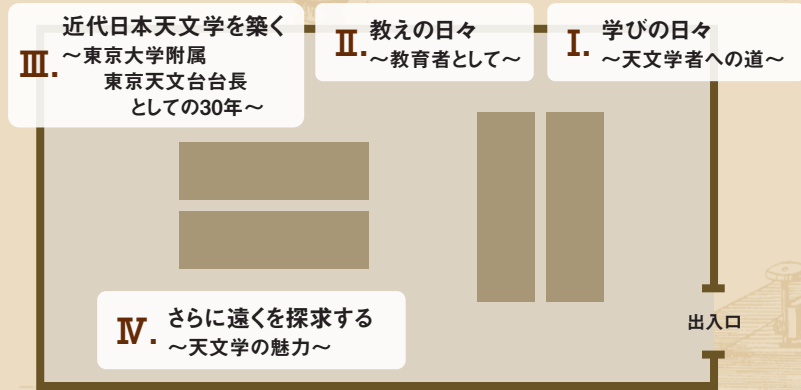 Ⅲ. 近代日本天文学を築く
〜東京大学附属
東京天文台台長
としての30年〜
Ⅱ. 教えの日々
〜教育者として〜
Ⅰ. 学びの日々
〜天文学者への道〜
Ⅳ. さらに遠くを探求する
〜天文学の魅力〜
出入口